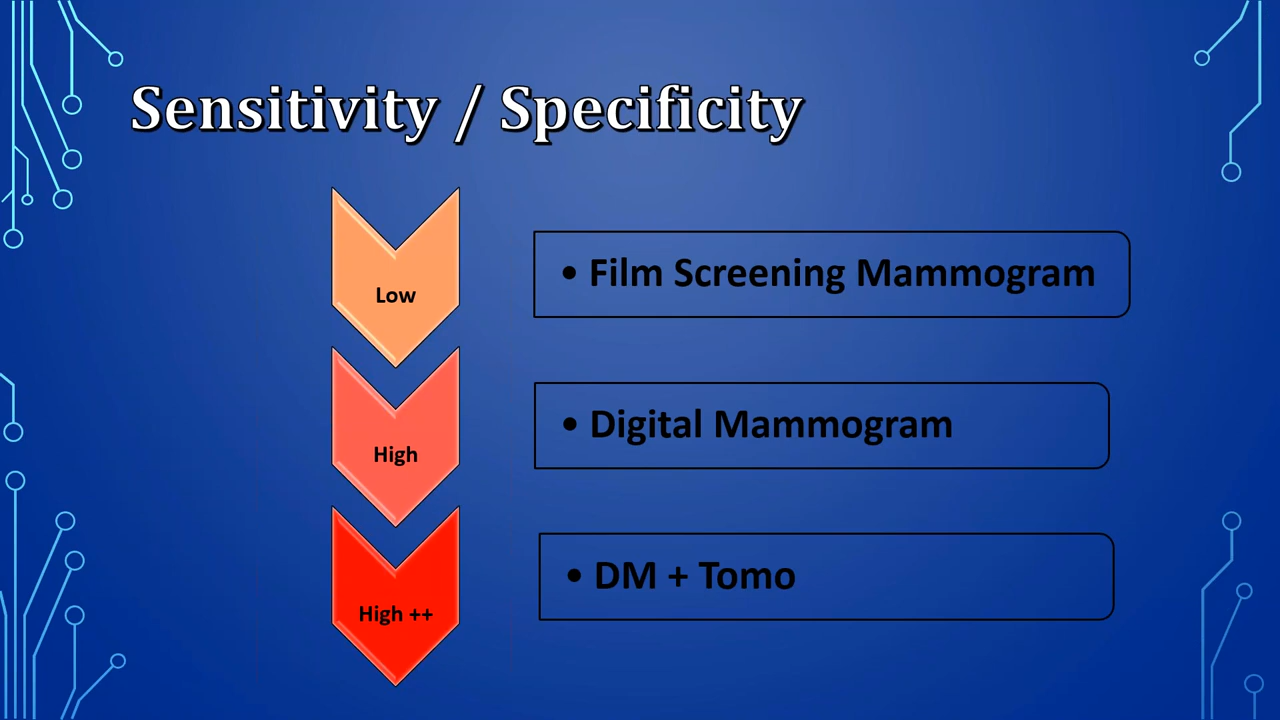 Sensitivity / Specificity
Low
• Film Screening Mammogram
High
• Digital Mammogram
High ++
• DM + Tomo